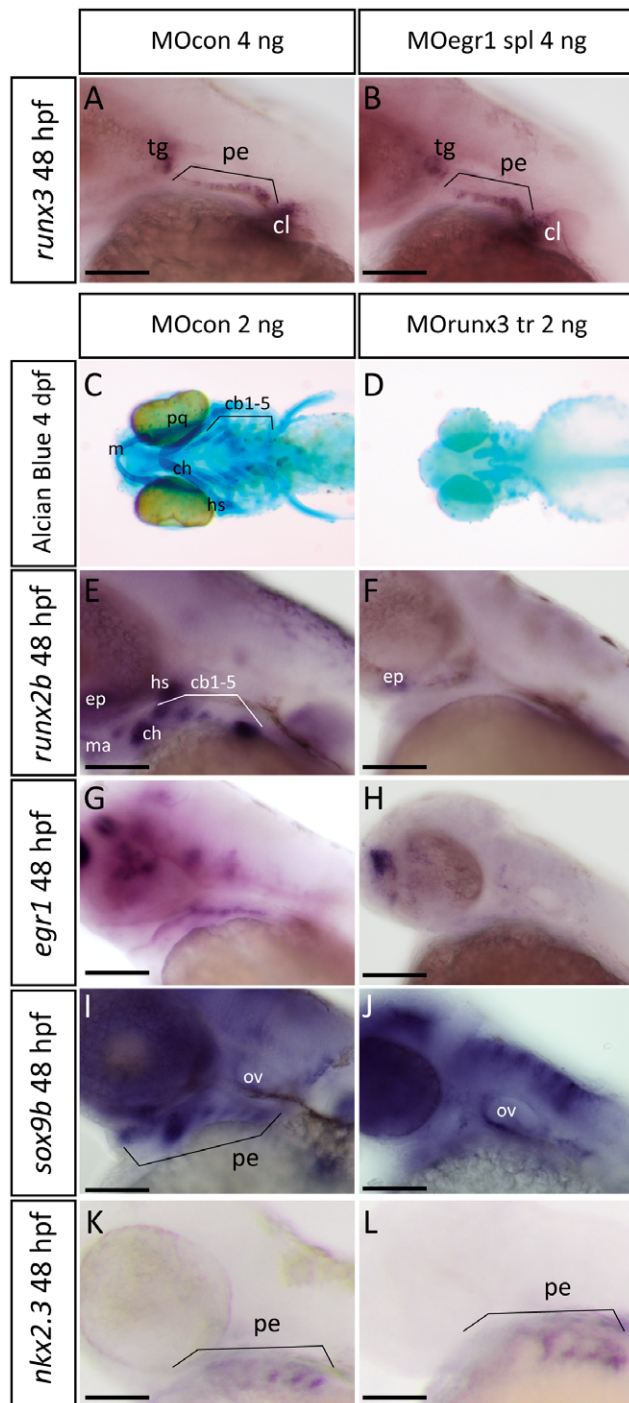 MOcon 4 ng
MOegr1 spl 4 ng
runx3 48 hpf
A
tg
pe
cl
B
tg
pe
cl
MOcon 2 ng
MOrunx3 tr 2 ng
Alcian Blue 4 dpf
C
pq
cb1-5
m
ch
hs
D
runx2b 48 hpf
E
hs
cb1-5
ep
ch
ma
F
ep
egr1 48 hpf
G
H
sox9b 48 hpf
I
ov
pe
J
ov
nkx2.3 48 hpf
K
pe
L
pe